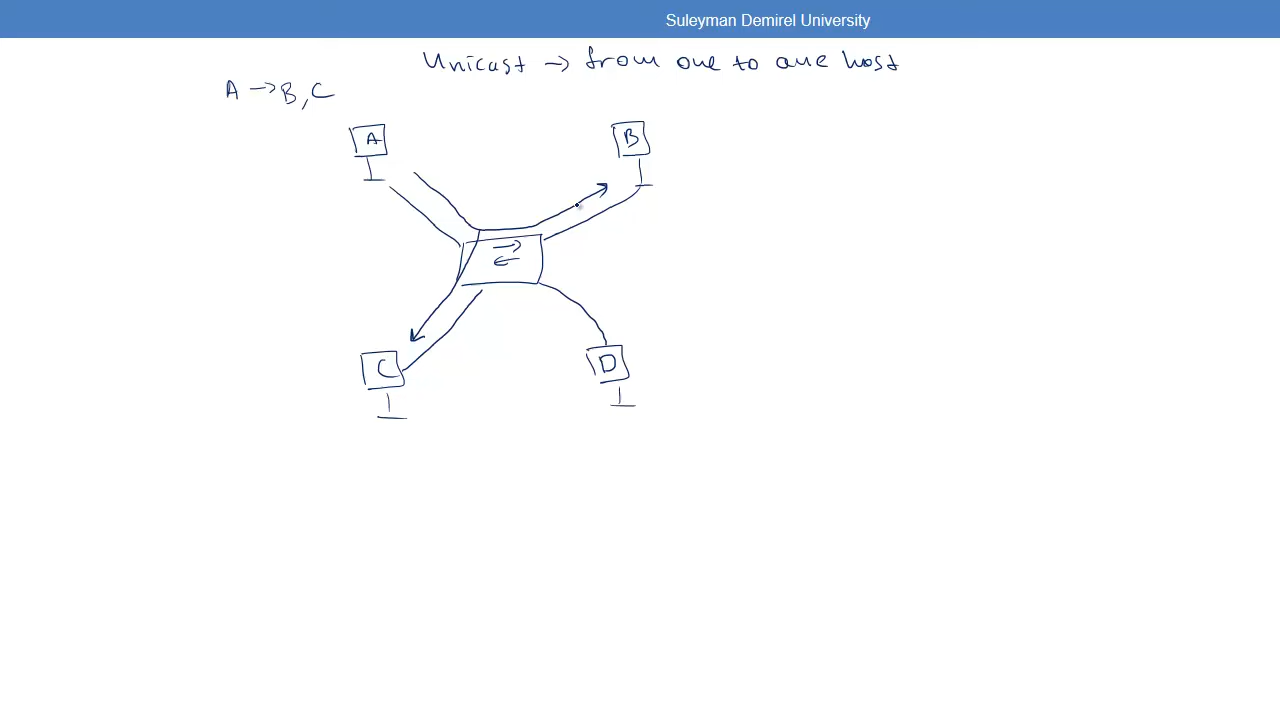 Suleyman Demirel University
Unicast → from one to one host
A → B, C
A
B
C
D